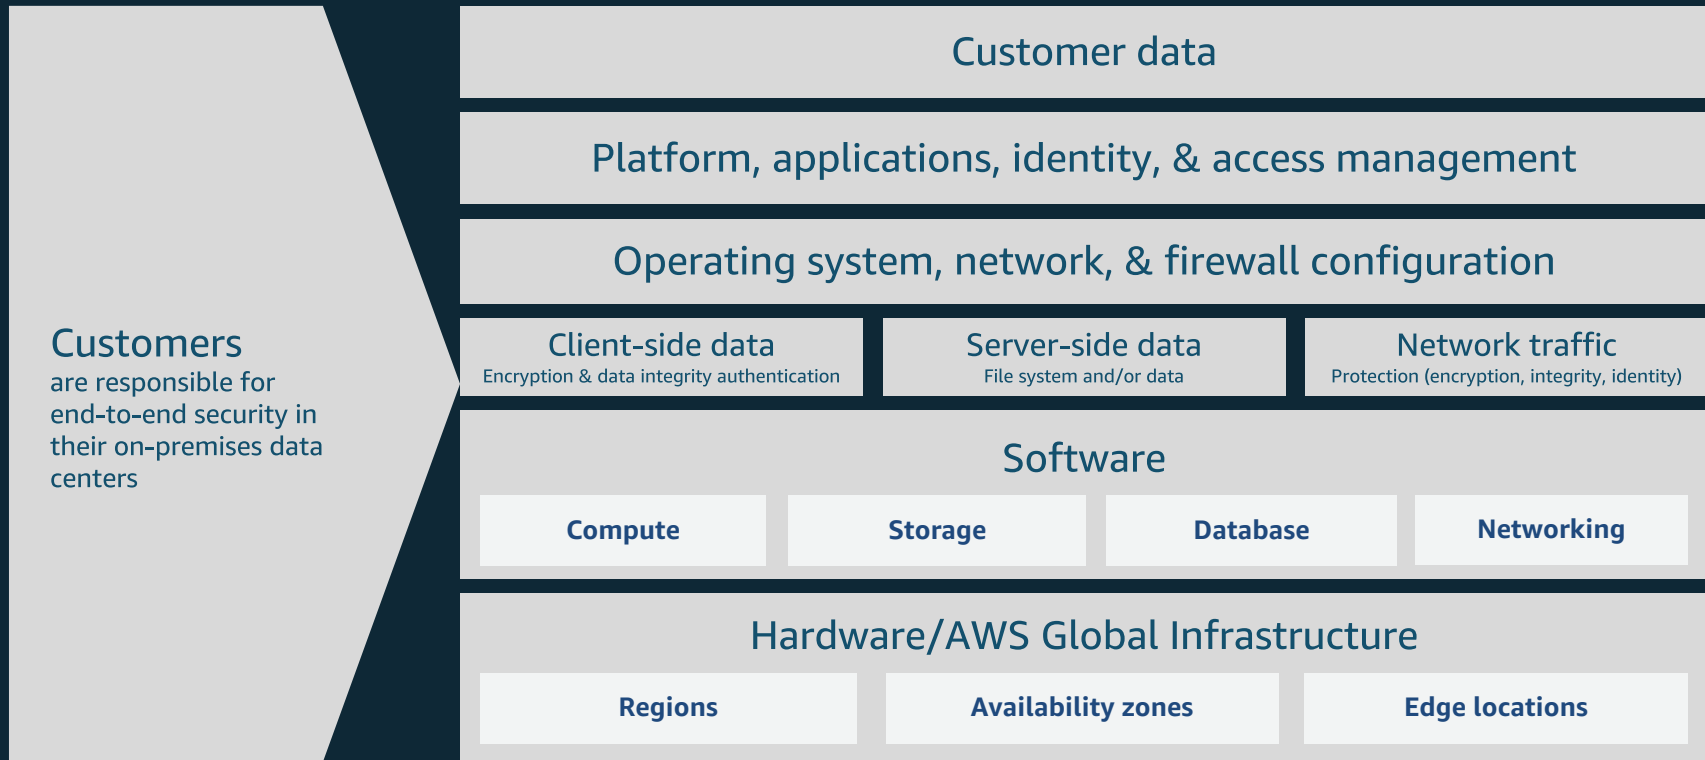 Customers
are responsible for
end-to-end security in
their on-premises data
centers
Customer data
Platform, applications, identity, & access management
Operating system, network, & firewall configuration
Client-side data
Encryption & data integrity authentication
Server-side data
File system and/or data
Network traffic
Protection (encryption, integrity, identity)
Software
Compute
Storage
Database
Networking
Hardware/AWS Global Infrastructure
Regions
Availability zones
Edge locations